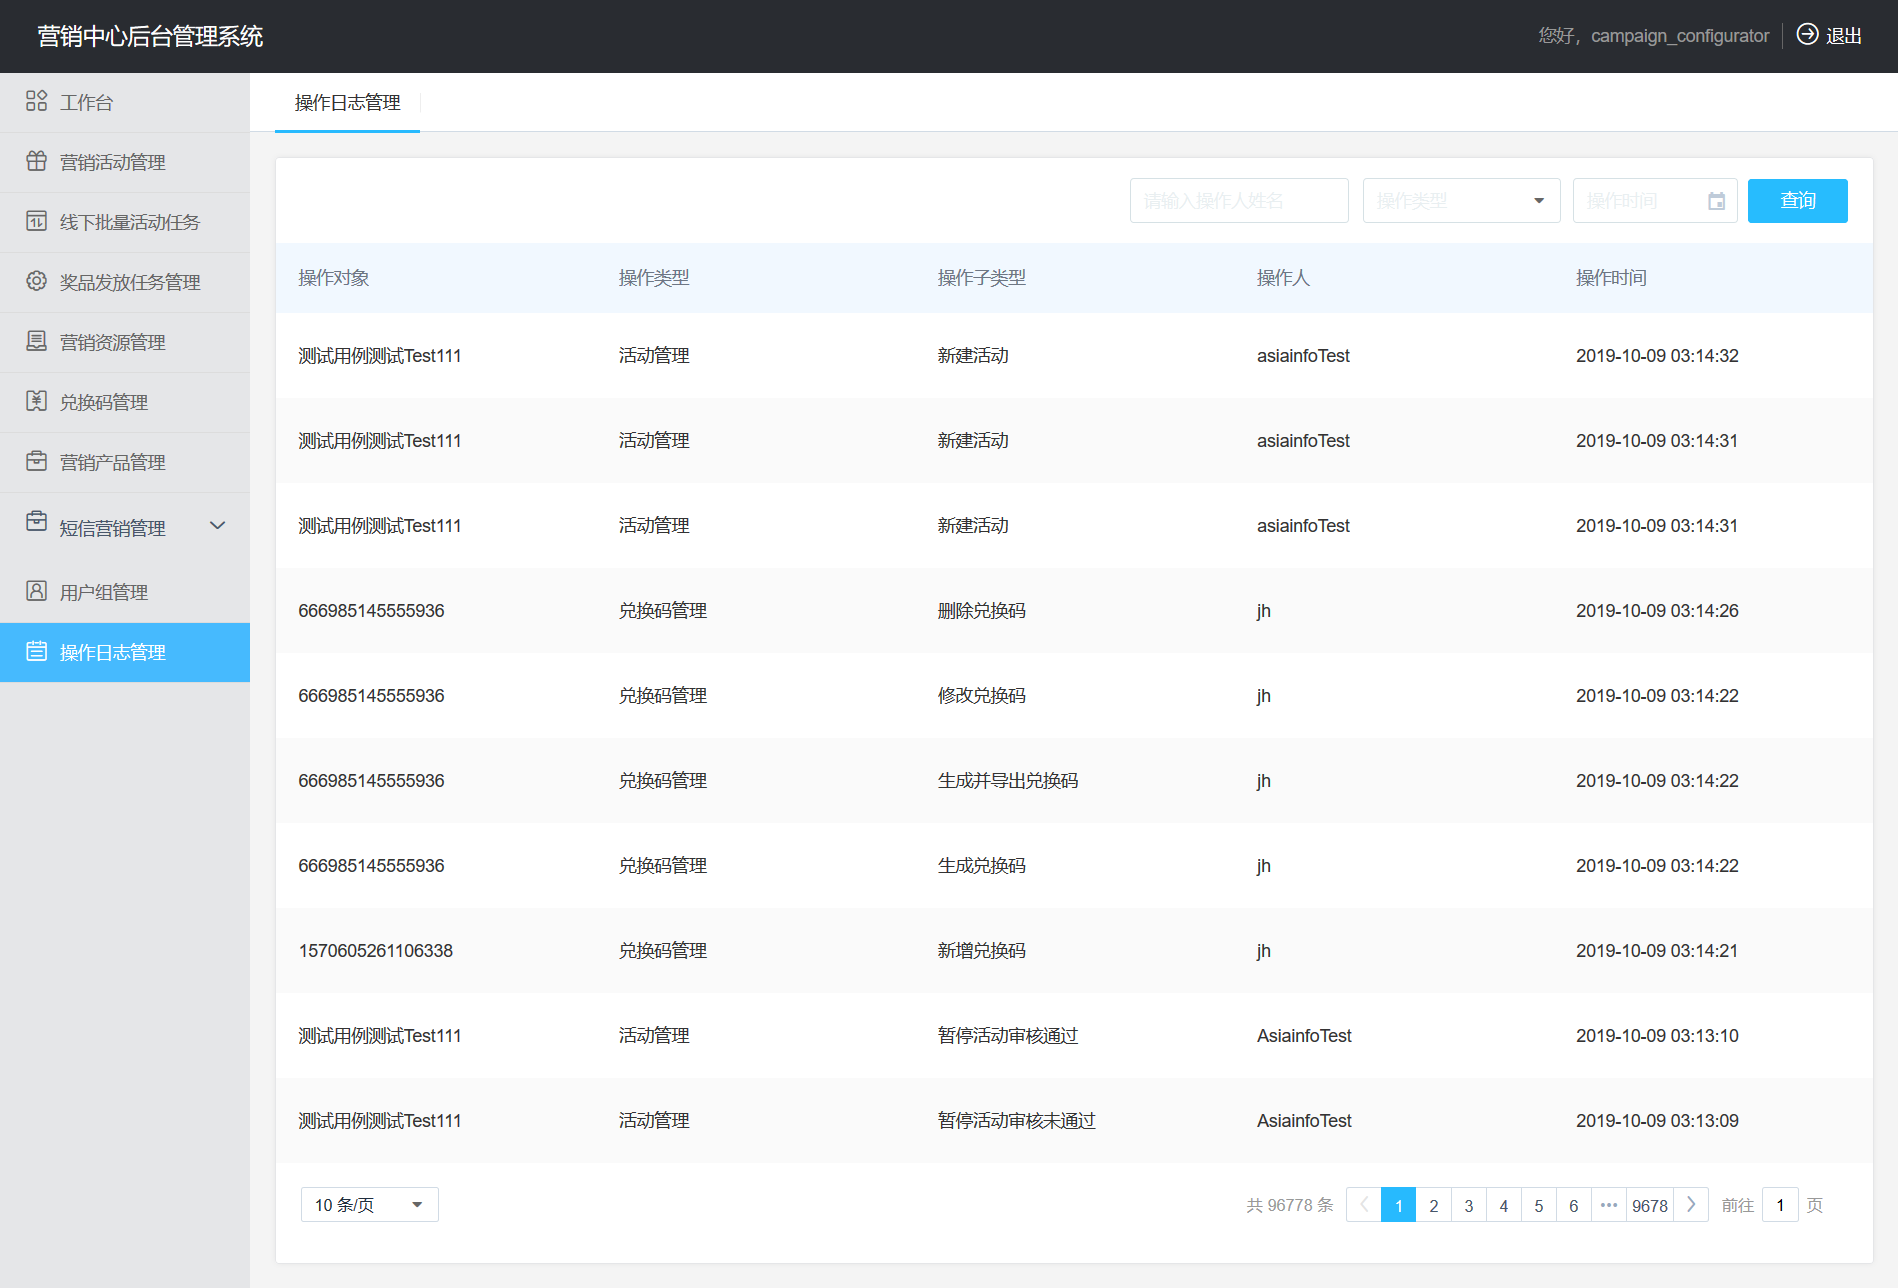 营销中心后台管理系统
您好，campaign_configurator 退出
工作台
营销活动管理
线下批量活动任务
奖品发放任务管理
营销资源管理
兑换码管理
营销产品管理
短信营销管理
用户组管理
操作日志管理
操作日志管理
请输入操作人姓名 操作类型 操作时间 查询
操作对象 操作类型 操作子类型 操作人 操作时间
测试用例测试Test111 活动管理 新建活动 asiainfoTest 2019-10-09 03:14:32
测试用例测试Test111 活动管理 新建活动 asiainfoTest 2019-10-09 03:14:31
测试用例测试Test111 活动管理 新建活动 asiainfoTest 2019-10-09 03:14:31
666985145555936 兑换码管理 删除兑换码 jh 2019-10-09 03:14:26
666985145555936 兑换码管理 修改兑换码 jh 2019-10-09 03:14:22
666985145555936 兑换码管理 生成并导出兑换码 jh 2019-10-09 03:14:22
666985145555936 兑换码管理 生成兑换码 jh 2019-10-09 03:14:22
1570605261106338 兑换码管理 新增兑换码 jh 2019-10-09 03:14:21
测试用例测试Test111 活动管理 暂停活动审核通过 AsiainfoTest 2019-10-09 03:13:10
测试用例测试Test111 活动管理 暂停活动审核未通过 AsiainfoTest 2019-10-09 03:13:09
10 条/页 共 96778 条 1 2 3 4 5 6 ••• 9678 前往 1 页